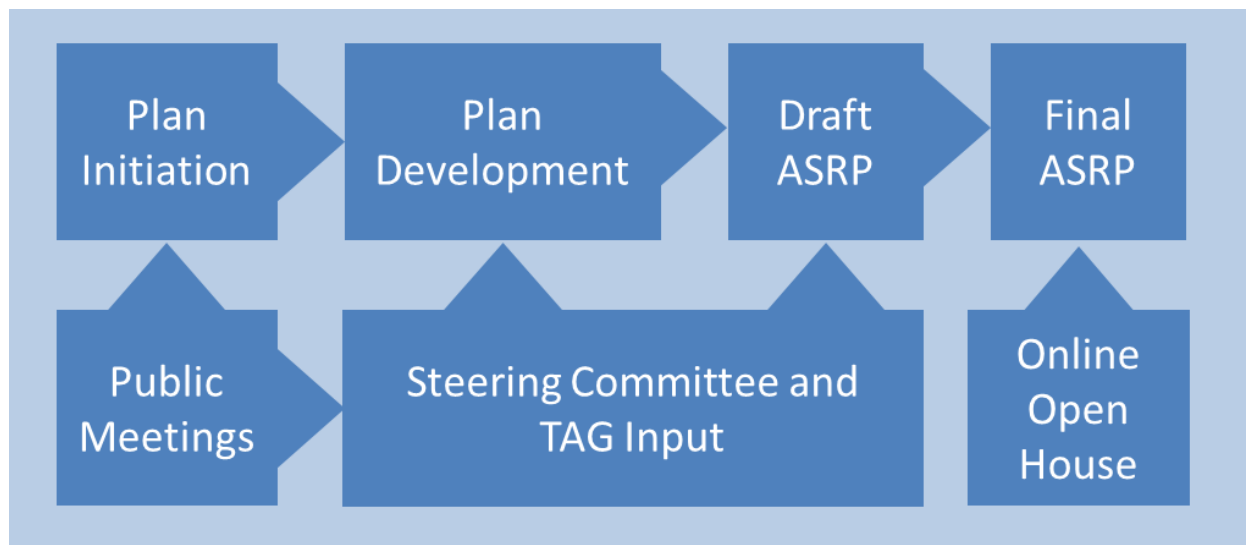 Plan
Initiation
Plan
Development
Draft
ASRP
Final
ASRP
Public
Meetings
Steering Committee and
TAG Input
Online
Open
House